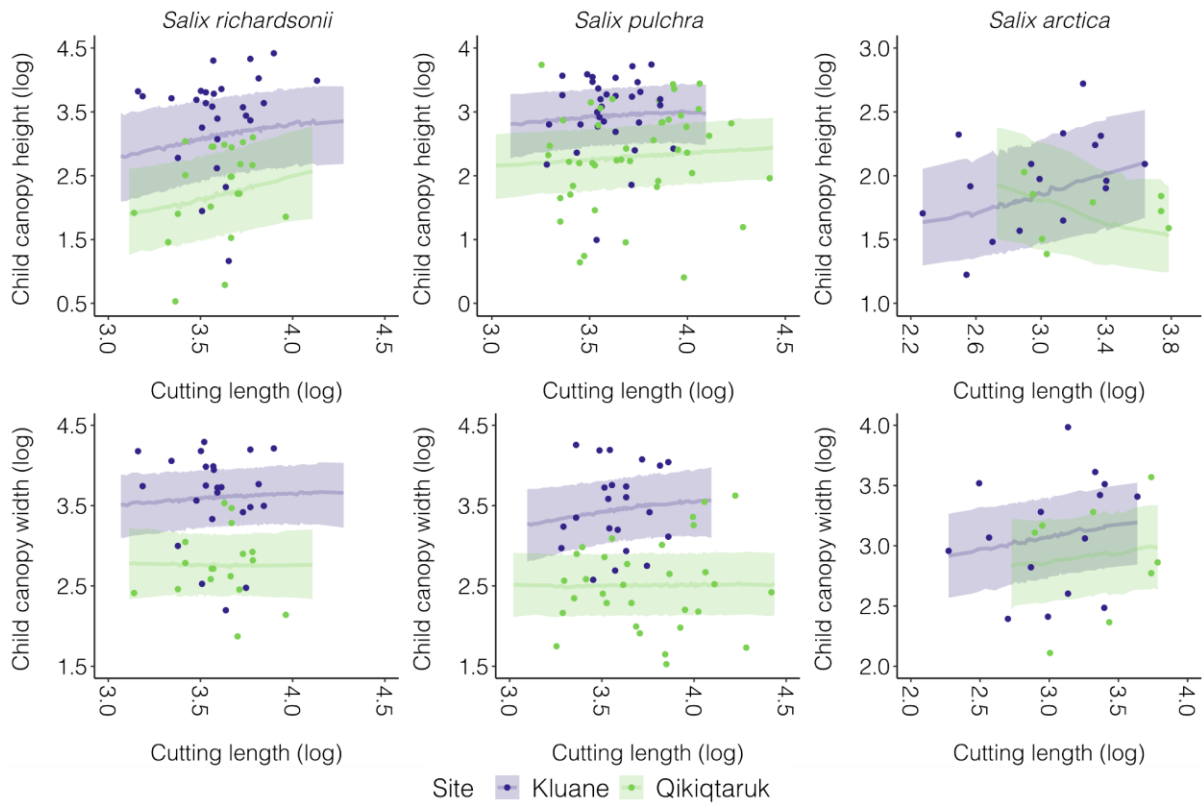 Salix richardsonii Salix pulchra Salix arctica
Child canopy height (log) 4.5 3.5 2.5 1.5 0.5
3.0 3.5 4.0 4.5
Cutting length (log)
Child canopy height (log) 5 4 3 2 1 0
3.0 3.5 4.0 4.5
Cutting length (log)
Child canopy height (log) 3.0 2.5 2.0 1.5 1.0
2.2 2.6 3.0 3.4 3.8
Cutting length (log)
Child canopy width (log) 4.5 3.5 2.5 1.5
3.0 3.5 4.0 4.5
Cutting length (log)
Child canopy width (log) 4.5 3.5 2.5 1.5
3.0 3.5 4.0 4.5
Cutting length (log)
Child canopy width (log) 4.0 3.5 3.0 2.5 2.0
2.0 2.5 3.0 3.5 4.0
Cutting length (log)
Site Kluane Qikiqtaruk